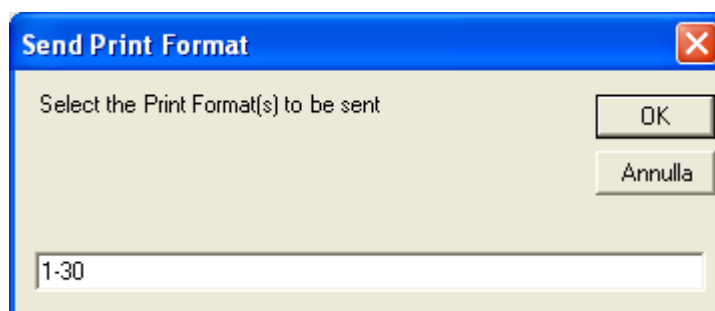 Send Print Format
Select the Print Format(s) to be sent
OK
Annulla
1-30